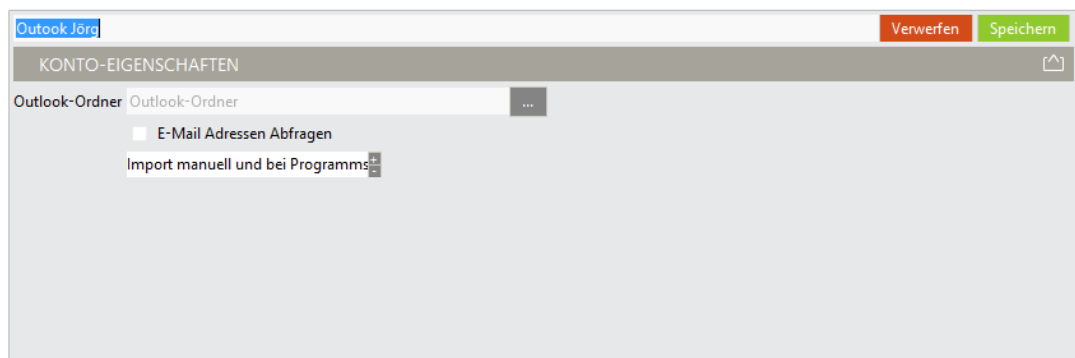 Outook Jörg Verwerfen Speichern
KONTO-EIGENSCHAFTEN
Outlook-Ordner Outlook-Ordner ...
E-Mail Adressen Abfragen
Import manuell und bei Programms + -